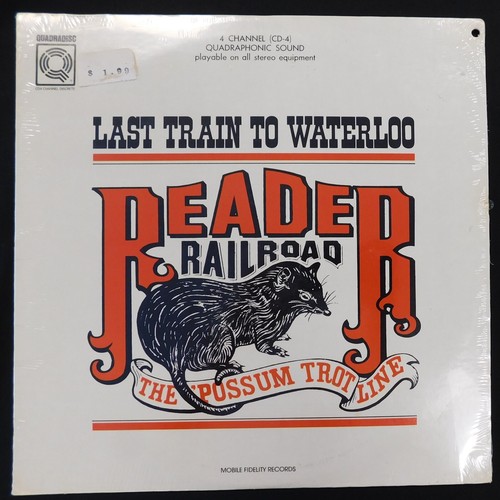 QUADRADISC
4 CHANNEL (CD-4)
QUADRAPHONIC SOUND
playable on all stereo equipment
$ 1.99
LAST TRAIN TO WATERLOO
READER
RAILROAD
THE 'POSSUM TROT LINE
MOBILE FIDELITY RECORDS